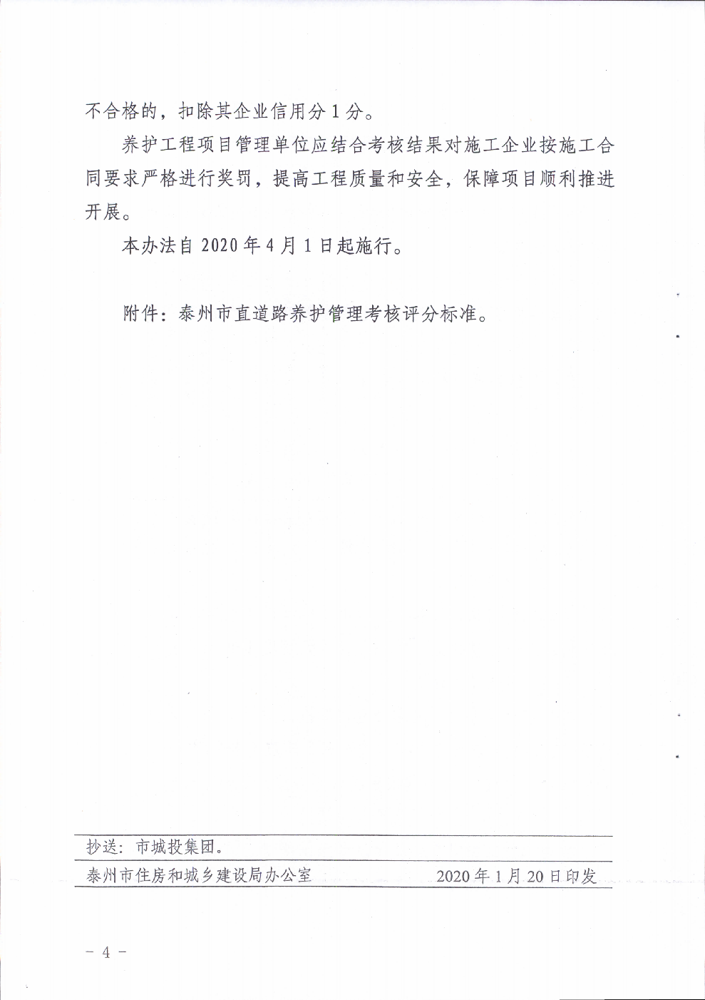 不合格的，扣除其企业信用分1分。
养护工程项目管理单位应结合考核结果对施工企业按施工合
同要求严格进行奖罚，提高工程质量和安全，保障项目顺利推进
开展。
本办法自2020年4月1日起施行。
附件：泰州市直道路养护管理考核评分标准。
抄送：市城投集团。
泰州市住房和城乡建设局办公室 2020年1月20日印发
- 4 -